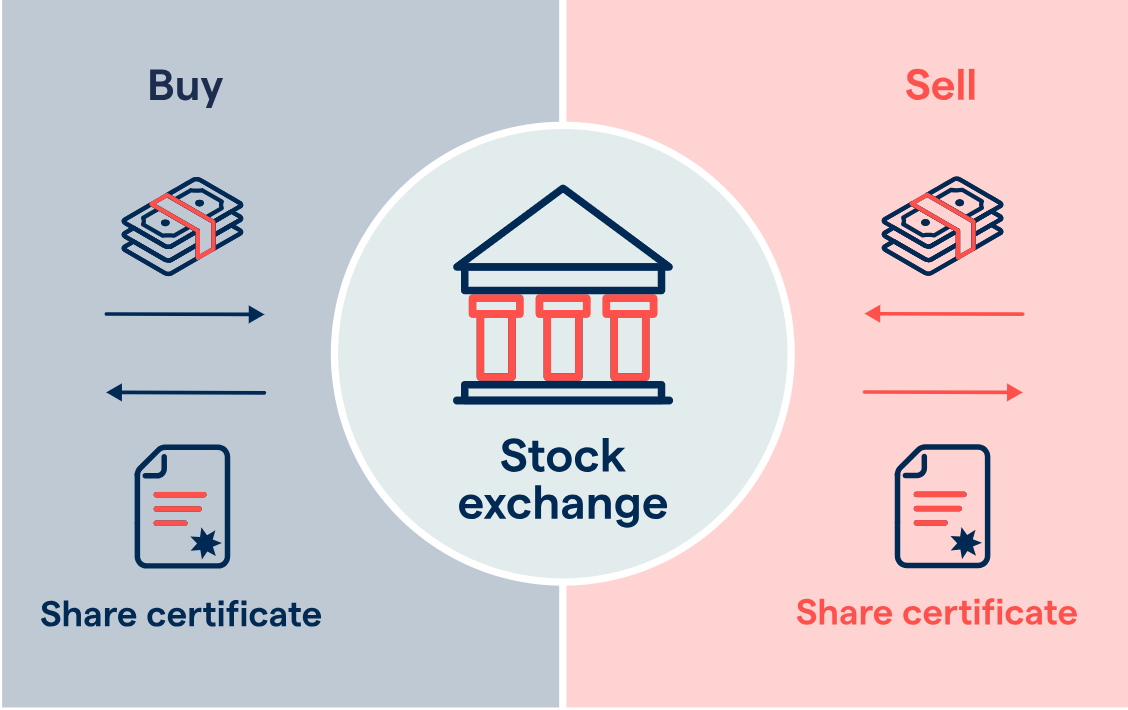 Buy
Sell
Stock
exchange
Share certificate
Share certificate